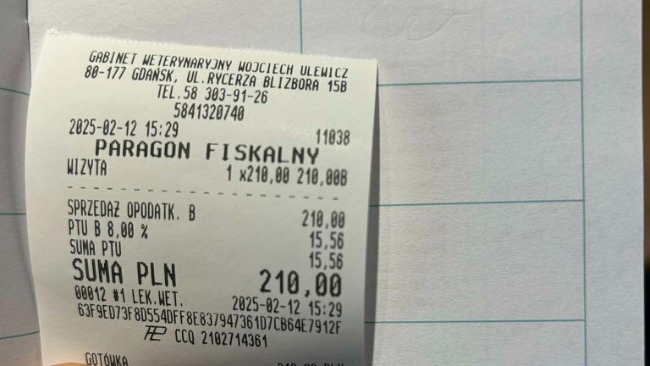 GABINET WETERYNARYJNY WOJCIECH ULEWICZ
80-177 GDAŃSK, UL.RYCERZA BLIZBORA 15B
TEL.58 303-91-26
5841320740
2025-02-12 15:29 11038
PARAGON FISKALNY
WIZYTA 1 x210,00 210,00B
SPRZEDAŻ OPODATK. B 210,00
PTU B 8,00 % 15,56
SUMA PTU 15,56
SUMA PLN 210,00
00012 #1 LEK.WET. 2025-02-12 15:29
63F9ED73F8D554DFF8E837947361D7CB64E7912F
CCQ 2102714361
GOTÓWKA 210,00 PLN